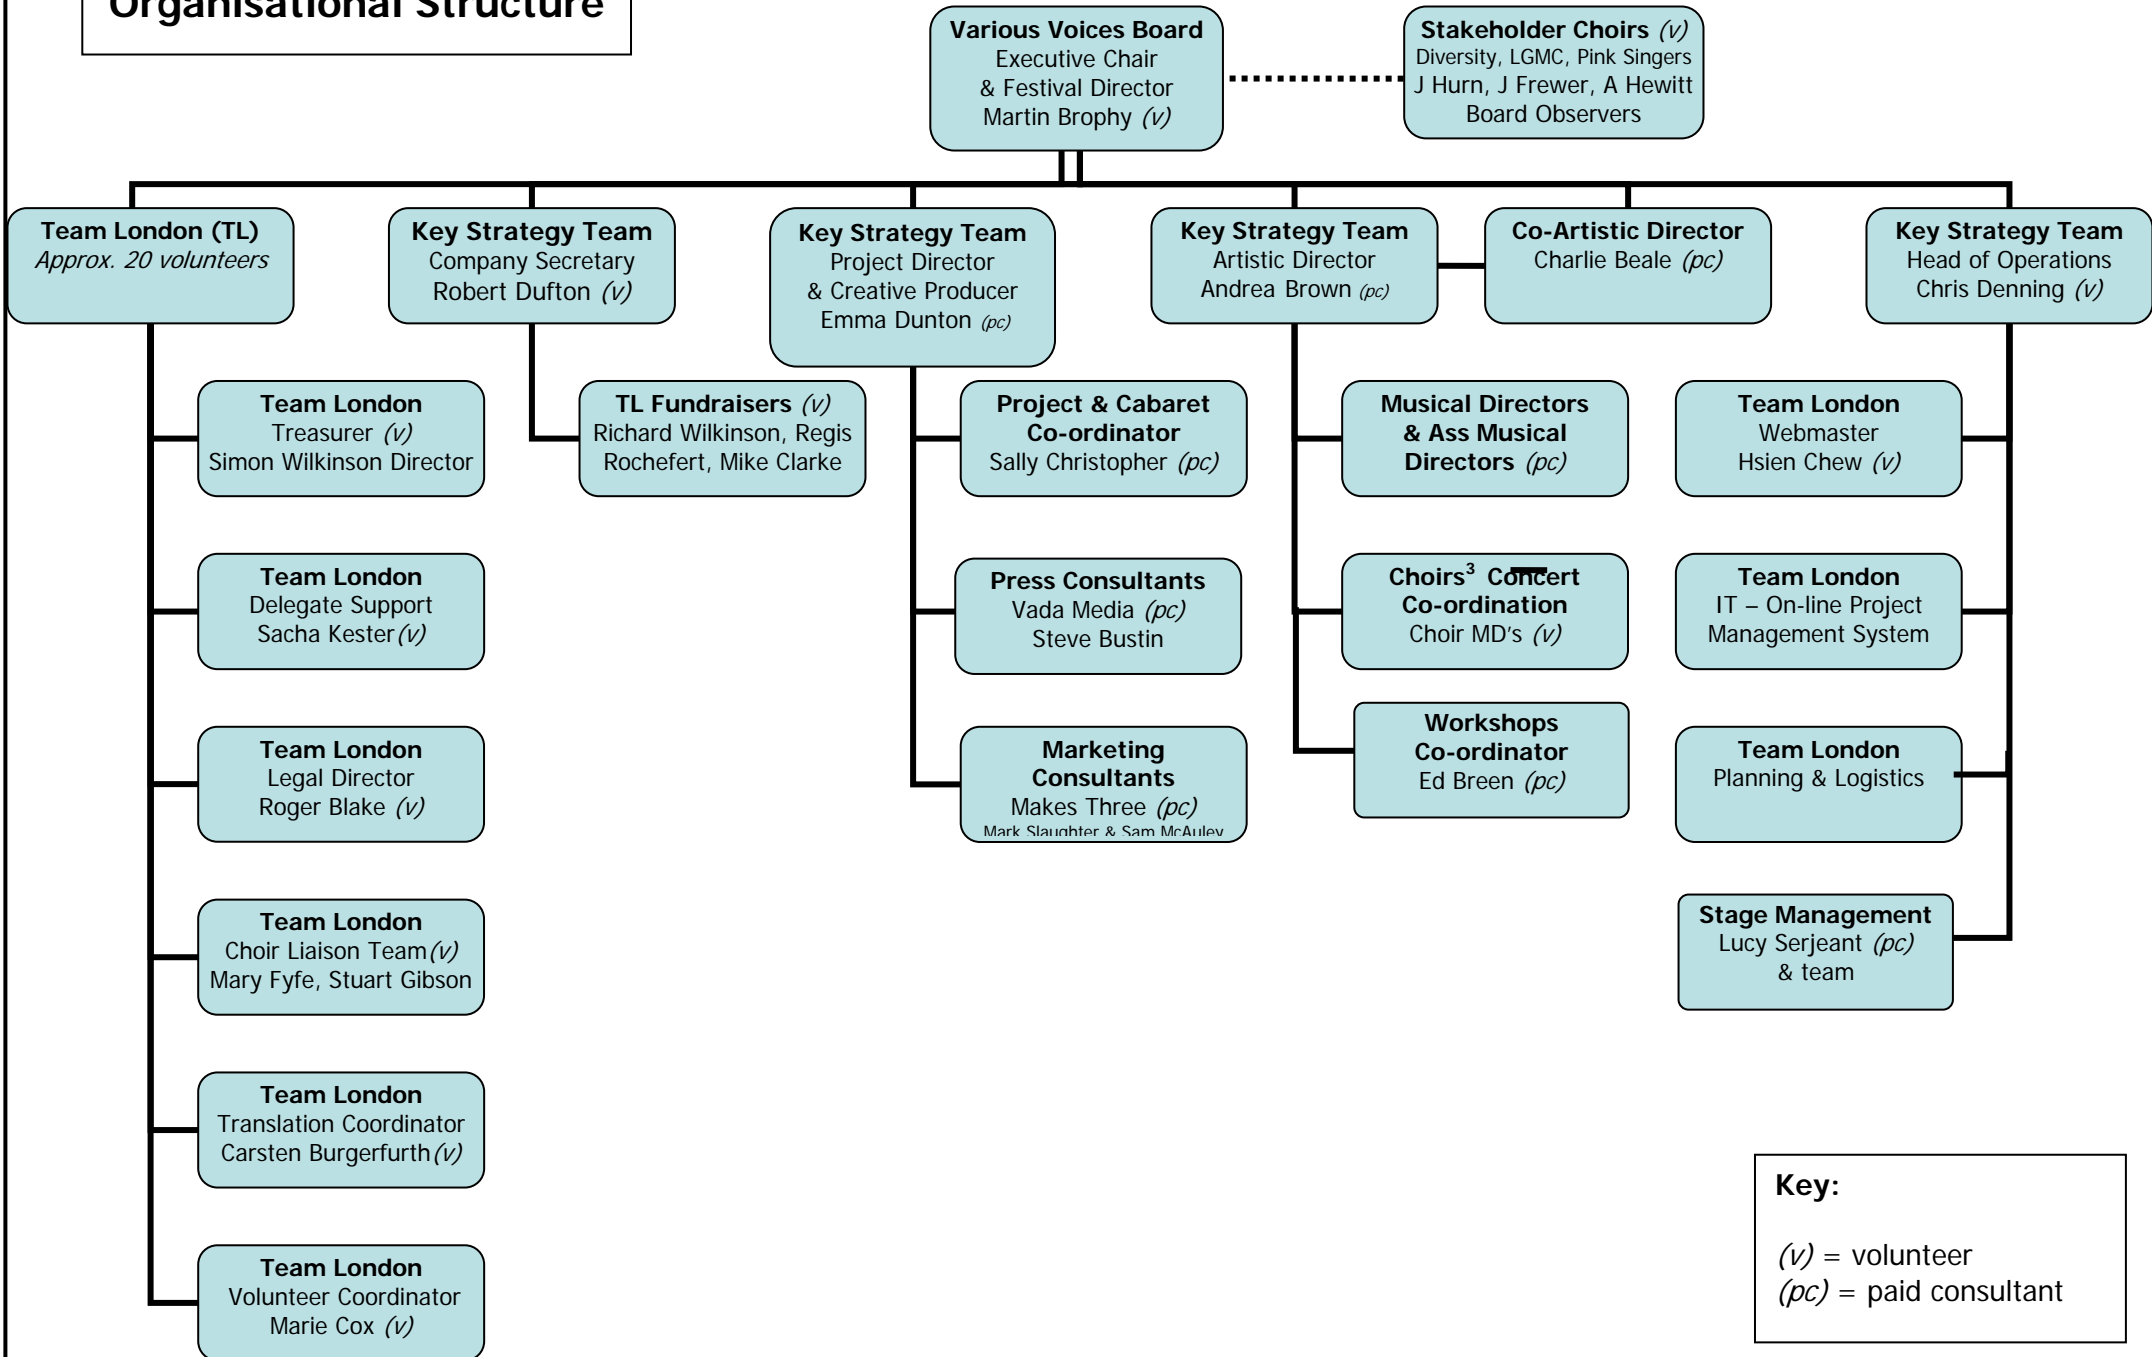 Organisational Structure
Various Voices Board
Executive Chair
& Festival Director
Martin Brophy (v)
Stakeholder Choirs (v)
Diversity, LGMC, Pink Singers
J Hurn, J Frewer, A Hewitt
Board Observers
Team London (TL)
Approx. 20 volunteers
Key Strategy Team
Company Secretary
Robert Dufton (v)
Key Strategy Team
Project Director
& Creative Producer
Emma Dunton (pc)
Key Strategy Team
Artistic Director
Andrea Brown (pc)
Co-Artistic Director
Charlie Beale (pc)
Key Strategy Team
Head of Operations
Chris Denning (v)
Team London
Treasurer (v)
Simon Wilkinson Director
TL Fundraisers (v)
Richard Wilkinson, Regis
Rochefert, Mike Clarke
Project & Cabaret
Co-ordinator
Sally Christopher (pc)
Musical Directors
& Ass Musical
Directors (pc)
Team London
Webmaster
Hsien Chew (v)
Team London
Delegate Support
Sacha Kester(v)
Press Consultants
Vada Media (pc)
Steve Bustin
Choirs³ Concert
Co-ordination
Choir MD's (v)
Team London
IT – On-line Project
Management System
Team London
Legal Director
Roger Blake (v)
Marketing
Consultants
Makes Three (pc)
Mark Slaughter & Sam McAuley
Workshops
Co-ordinator
Ed Breen (pc)
Team London
Planning & Logistics
Team London
Choir Liaison Team(v)
Mary Fyfe, Stuart Gibson
Stage Management
Lucy Serjeant (pc)
& team
Team London
Translation Coordinator
Carsten Burgerfurth(v)
Team London
Volunteer Coordinator
Marie Cox (v)
Key:
(v) = volunteer
(pc) = paid consultant